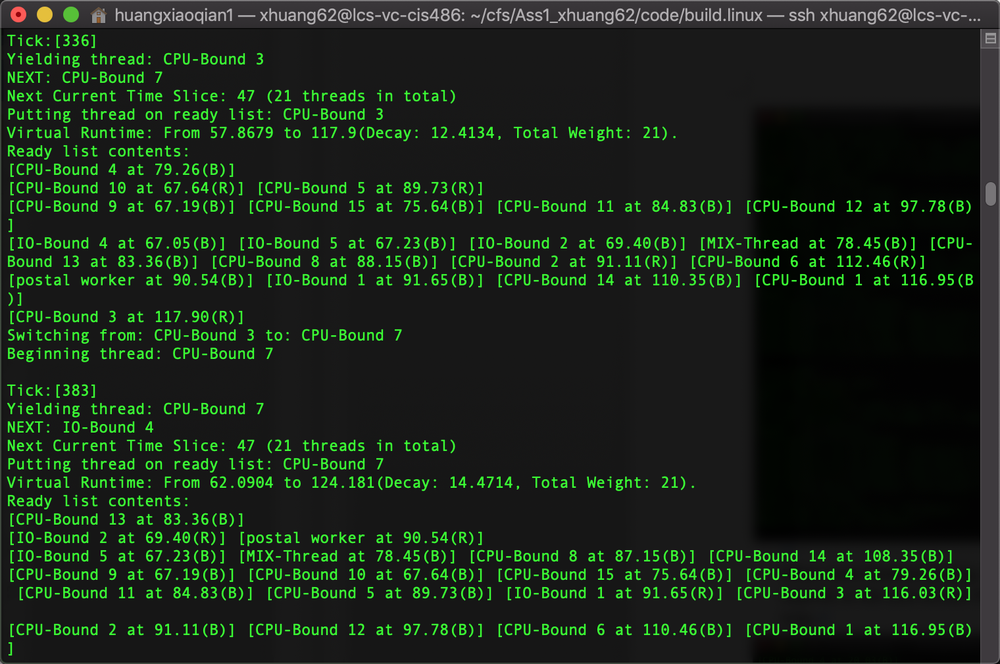 huangxiaoqian1 — xhuang62@lcs-vc-cis486: ~/cfs/Ass1_xhuang62/code/build.linux — ssh xhuang62@lcs-vc-...
Tick:[336]
Yielding thread: CPU-Bound 3
NEXT: CPU-Bound 7
Next Current Time Slice: 47 (21 threads in total)
Putting thread on ready list: CPU-Bound 3
Virtual Runtime: From 57.8679 to 117.9(Decay: 12.4134, Total Weight: 21).
Ready list contents:
[CPU-Bound 4 at 79.26(B)]
[CPU-Bound 10 at 67.64(R)] [CPU-Bound 5 at 89.73(R)]
[CPU-Bound 9 at 67.19(B)] [CPU-Bound 15 at 75.64(B)] [CPU-Bound 11 at 84.83(B)] [CPU-Bound 12 at 97.78(B)
]
[IO-Bound 4 at 67.05(B)] [IO-Bound 5 at 67.23(B)] [IO-Bound 2 at 69.40(B)] [MIX-Thread at 78.45(B)] [CPU-
Bound 13 at 83.36(B)] [CPU-Bound 8 at 88.15(B)] [CPU-Bound 2 at 91.11(R)] [CPU-Bound 6 at 112.46(R)]
[postal worker at 90.54(B)] [IO-Bound 1 at 91.65(B)] [CPU-Bound 14 at 110.35(B)] [CPU-Bound 1 at 116.95(B
)]
[CPU-Bound 3 at 117.90(R)]
Switching from: CPU-Bound 3 to: CPU-Bound 7
Beginning thread: CPU-Bound 7
Tick:[383]
Yielding thread: CPU-Bound 7
NEXT: IO-Bound 4
Next Current Time Slice: 47 (21 threads in total)
Putting thread on ready list: CPU-Bound 7
Virtual Runtime: From 62.0904 to 124.181(Decay: 14.4714, Total Weight: 21).
Ready list contents:
[CPU-Bound 13 at 83.36(B)]
[IO-Bound 2 at 69.40(R)] [postal worker at 90.54(R)]
[IO-Bound 5 at 67.23(B)] [MIX-Thread at 78.45(B)] [CPU-Bound 8 at 87.15(B)] [CPU-Bound 14 at 108.35(B)]
[CPU-Bound 9 at 67.19(B)] [CPU-Bound 10 at 67.64(B)] [CPU-Bound 15 at 75.64(B)] [CPU-Bound 4 at 79.26(B)]
[CPU-Bound 11 at 84.83(B)] [CPU-Bound 5 at 89.73(B)] [IO-Bound 1 at 91.65(R)] [CPU-Bound 3 at 116.03(R)]
[CPU-Bound 2 at 91.11(B)] [CPU-Bound 12 at 97.78(B)] [CPU-Bound 6 at 110.46(B)] [CPU-Bound 1 at 116.95(B)
]